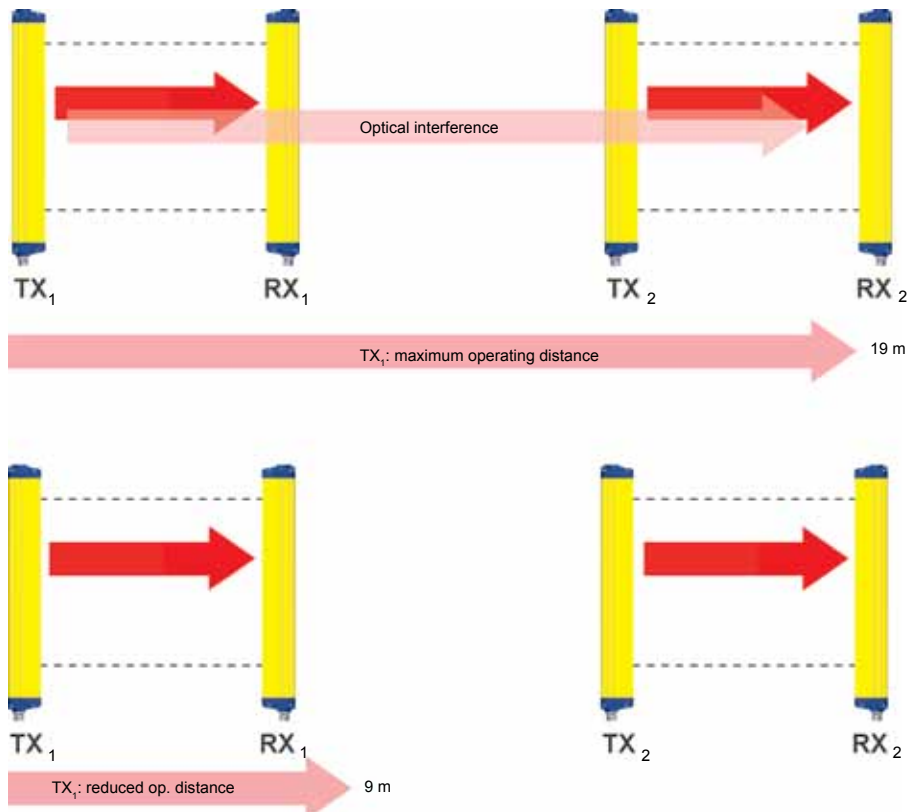 Optical interference
TX₁ RX₁ TX₂ RX₂
TX₁: maximum operating distance 19 m
TX₁ RX₁ TX₂ RX₂
TX₁: reduced op. distance 9 m